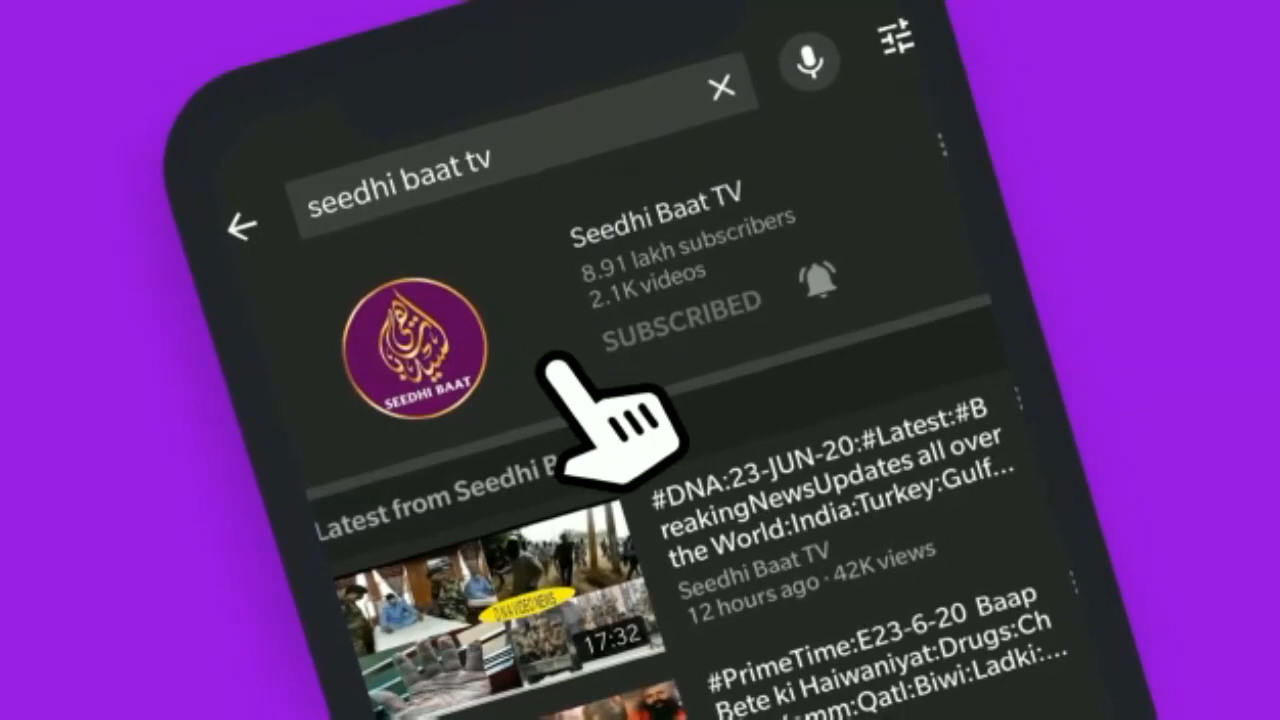 seedhi baat tv
Seedhi Baat TV
8.91 lakh subscribers
2.1K videos
SUBSCRIBED
SEEDHI BAAT
Latest from Seedhi
#DNA:23-JUN-20:#Latest:#B
reakingNewsUpdates all over
the World:India:Turkey:Gulf...
Seedhi Baat TV
12 hours ago · 42K views
D.N.A VIDEO NEWS
17:32
#PrimeTime:E23-6-20 Baap
Bete ki Haiwaniyat:Drugs:Ch
:Qatl:Biwi:Ladki:...